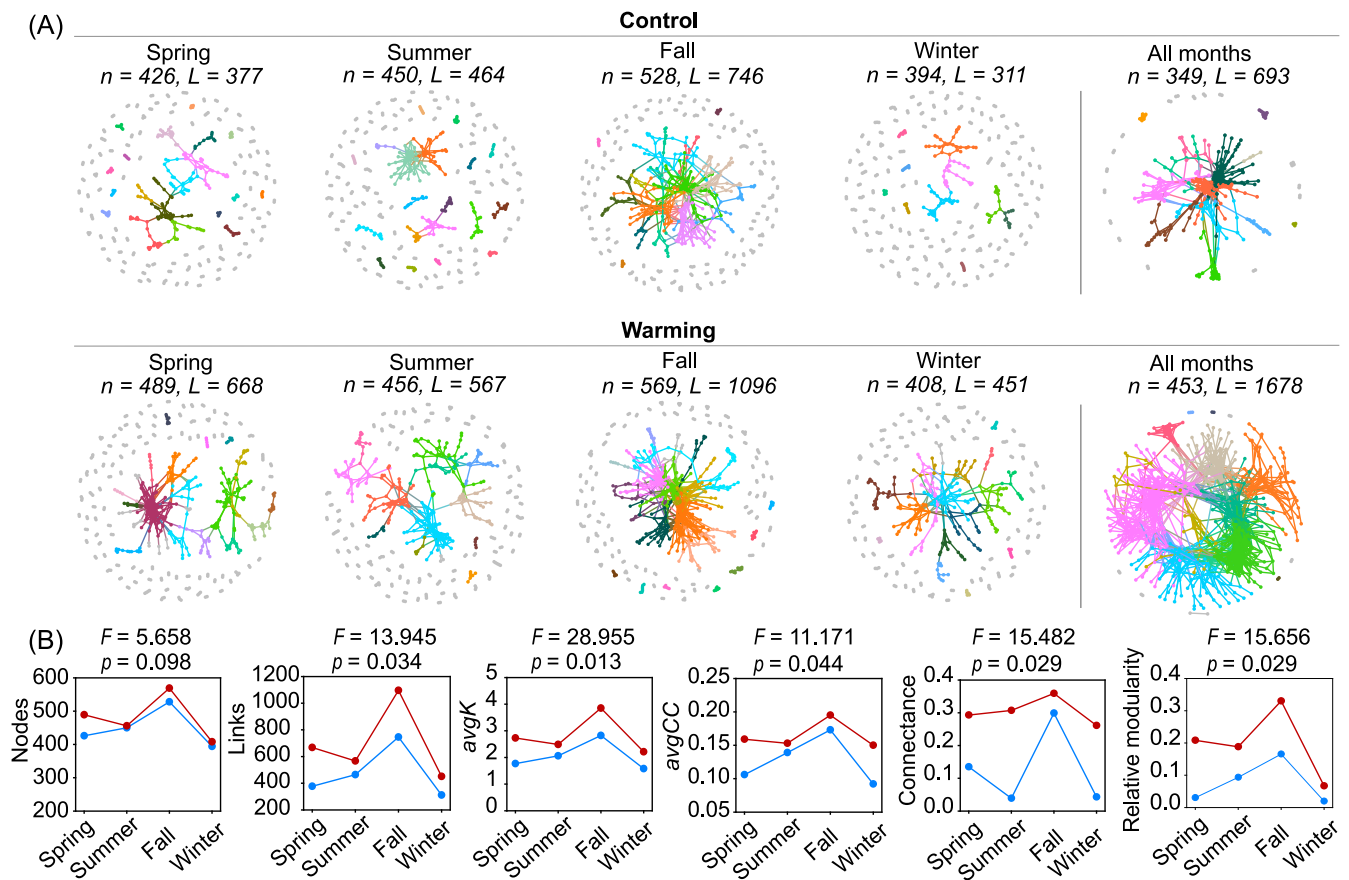 (A)
Control
Spring Summer Fall Winter All months
n = 426, L = 377 n = 450, L = 464 n = 528, L = 746 n = 394, L = 311 n = 349, L = 693
Warming
Spring Summer Fall Winter All months
n = 489, L = 668 n = 456, L = 567 n = 569, L = 1096 n = 408, L = 451 n = 453, L = 1678
(B)
F = 5.658
p = 0.098
Nodes
600
500
400
300
200
Spring Summer Fall Winter
F = 13.945
p = 0.034
Links
1200
1000
800
600
400
200
Spring Summer Fall Winter
F = 28.955
p = 0.013
avgK
5
4
3
2
1
0
Spring Summer Fall Winter
F = 11.171
p = 0.044
avgCC
0.25
0.20
0.15
0.10
0.05
Spring Summer Fall Winter
F = 15.482
p = 0.029
Connectance
0.4
0.3
0.2
0.1
0.0
Spring Summer Fall Winter
F = 15.656
p = 0.029
Relative modularity
0.4
0.3
0.2
0.1
0.0
Spring Summer Fall Winter